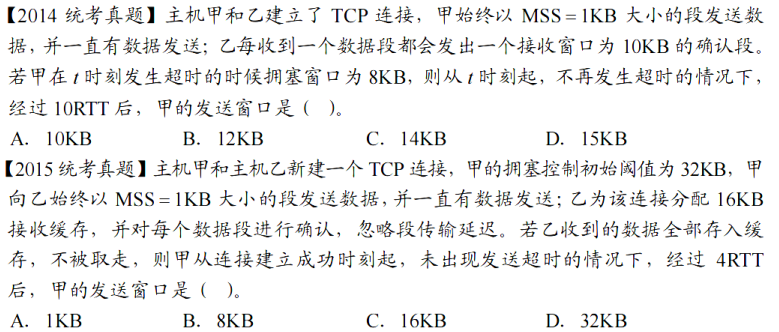 【2014 统考真题】主机甲和乙建立了 TCP 连接，甲始终以 MSS = 1KB 大小的段发送数
据，并一直有数据发送；乙每收到一个数据段都会发出一个接收窗口为 10KB 的确认段。
若甲在 t 时刻发生超时的时候拥塞窗口为 8KB，则从 t 时刻起，不再发生超时的情况下，
经过 10RTT 后，甲的发送窗口是（ ）。
A. 10KB B. 12KB C. 14KB D. 15KB
【2015 统考真题】主机甲和主机乙新建一个 TCP 连接，甲的拥塞控制初始阈值为 32KB，甲
向乙始终以 MSS = 1KB 大小的段发送数据，并一直有数据发送；乙为该连接分配 16KB
接收缓存，并对每个数据段进行确认，忽略段传输延迟。若乙收到的数据全部存入缓
存，不被取走，则甲从连接建立成功时刻起，未出现发送超时的情况下，经过 4RTT
后，甲的发送窗口是（ ）。
A. 1KB B. 8KB C. 16KB D. 32KB